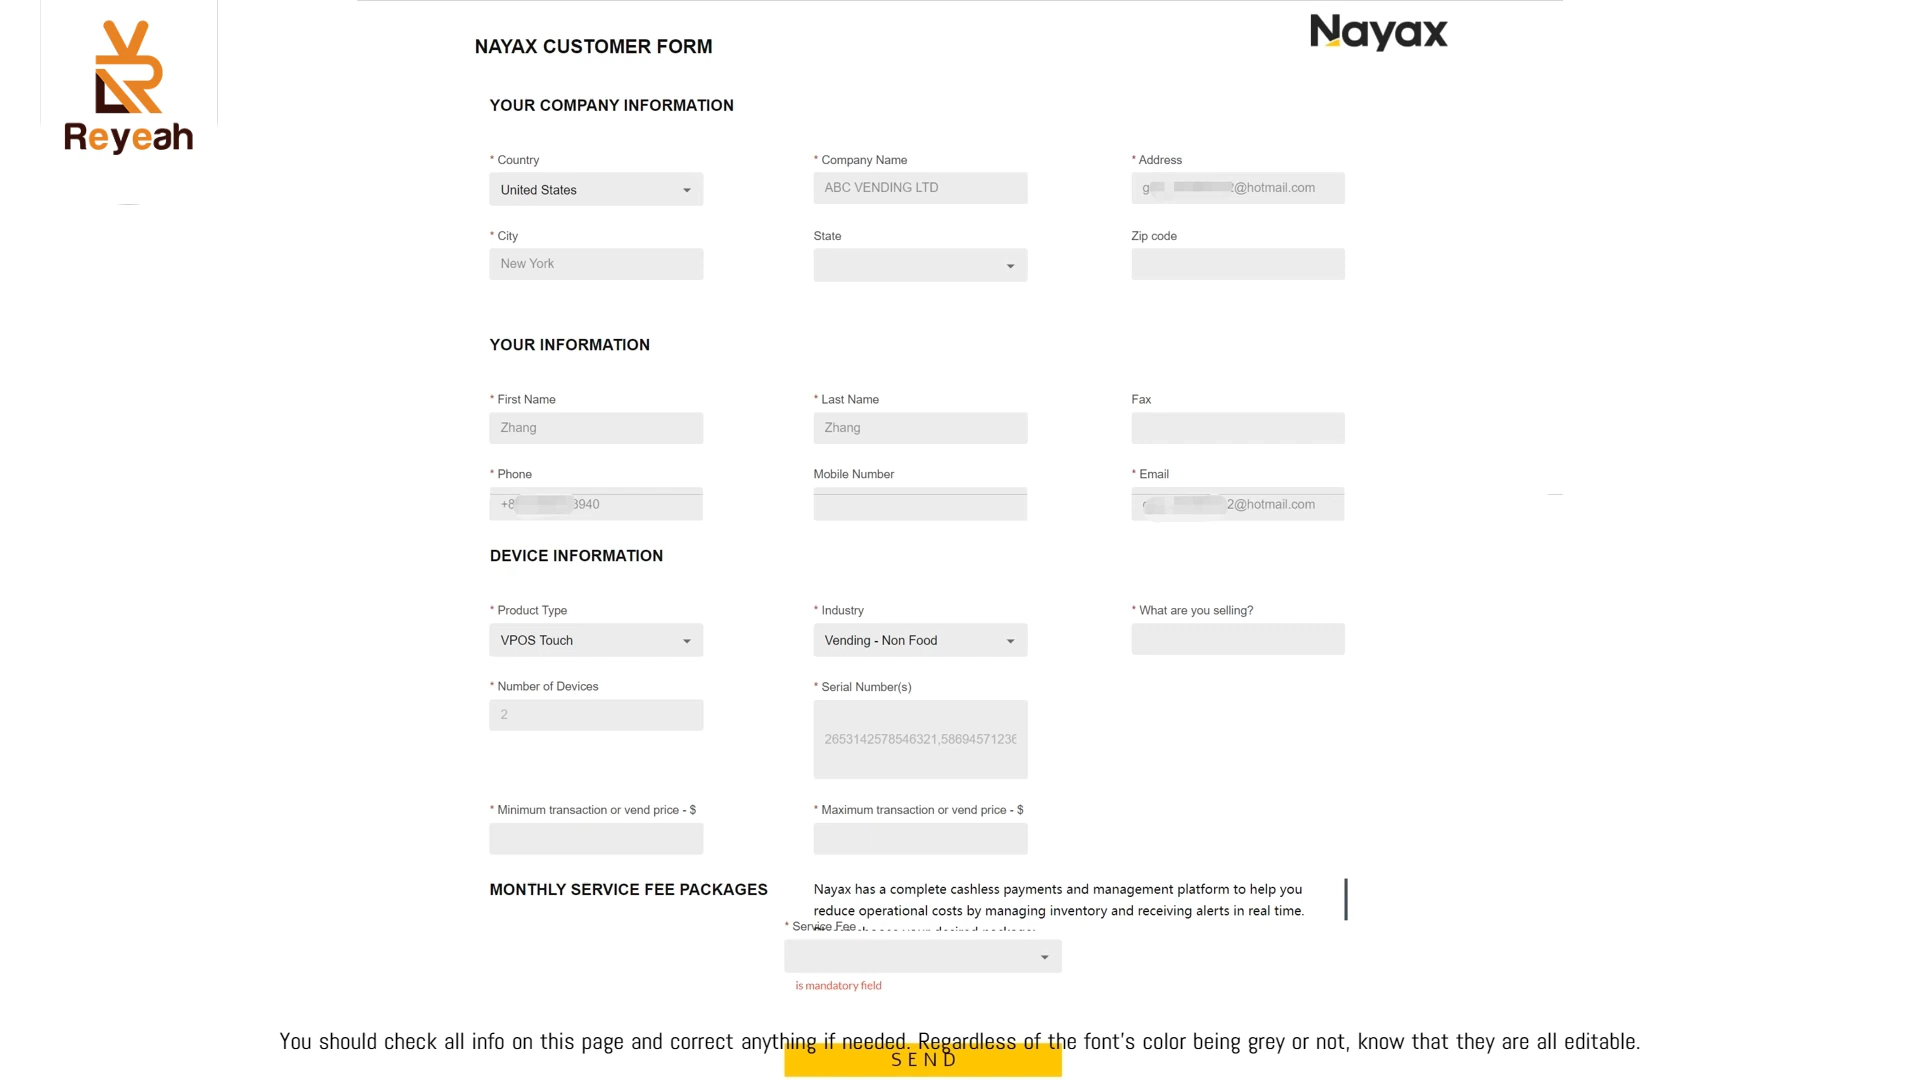 Reyeah
Nayax
NAYAX CUSTOMER FORM
YOUR COMPANY INFORMATION
* Country
* Company Name
* Address
United States
ABC VENDING LTD
@hotmail.com
* City
State
Zip code
New York
YOUR INFORMATION
* First Name
* Last Name
Fax
Zhang
Zhang
* Phone
Mobile Number
* Email
+8
3940
2@hotmail.com
DEVICE INFORMATION
* Product Type
* Industry
* What are you selling?
VPOS Touch
Vending - Non Food
* Number of Devices
* Serial Number(s)
2
2653142578546321,58694571236
* Minimum transaction or vend price - $
* Maximum transaction or vend price - $
MONTHLY SERVICE FEE PACKAGES
Nayax has a complete cashless payments and management platform to help you
reduce operational costs by managing inventory and receiving alerts in real time.
* Service Fee
is mandatory field
You should check all info on this page and correct anything if needed. Regardless of the font's color being grey or not, know that they are all editable.
SEND